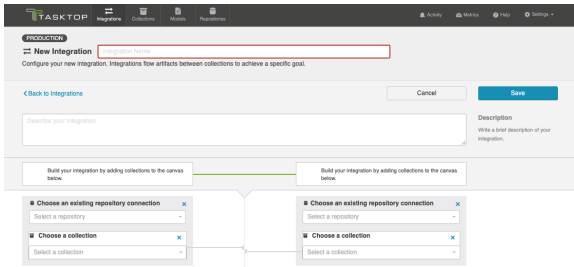 TASKTOP
Integrations
Collections
Models
Repositories
Activity
Metrics
Help
Settings
PRODUCTION
New Integration
Integration Name
Configure your new integration. Integrations flow artifacts between collections to achieve a specific goal.
Back to Integrations
Cancel
Save
Describe your integration
Description
Write a brief description of your
integration.
Build your integration by adding collections to the canvas
below.
Build your integration by adding collections to the canvas
below.
Choose an existing repository connection
Select a repository
Choose a collection
Select a collection
Choose an existing repository connection
Select a repository
Choose a collection
Select a collection